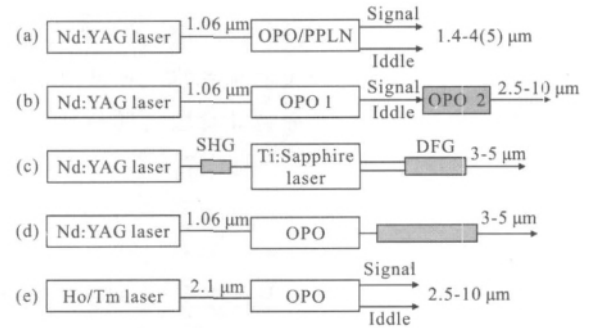 (a) Nd:YAG laser 1.06 μm OPO/PPLN Signal Iddle 1.4-4(5) μm
(b) Nd:YAG laser 1.06 μm OPO 1 Signal Iddle OPO 2 2.5-10 μm
(c) Nd:YAG laser SHG Ti:Sapphire laser DFG 3-5 μm
(d) Nd:YAG laser 1.06 μm OPO 3-5 μm
(e) Ho/Tm laser 2.1 μm OPO Signal Iddle 2.5-10 μm